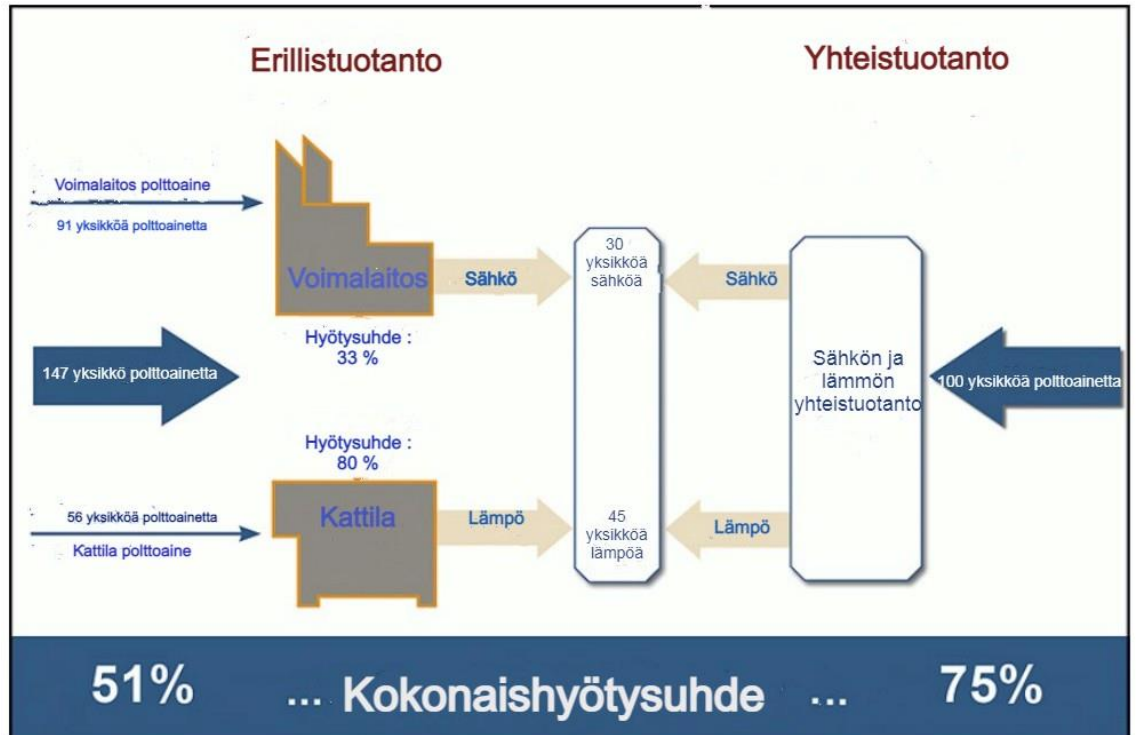 Erillistuotanto
Yhteistuotanto
Voimalaitos polttoaine
91 yksikköä polttoainetta
Voimalaitos
Sähkö
30
yksikköä
sähköä
Sähkö
Hyötysuhde :
33 %
147 yksikkö polttoainetta
Sähkön ja
lämmön
yhteistuotanto
100 yksikköä polttoainetta
Hyötysuhde :
80 %
56 yksikköä polttoainetta
Kattila polttoaine
Kattila
Lämpö
45
yksikköä
lämpöä
Lämpö
51% ... Kokonaishyötysuhde ... 75%